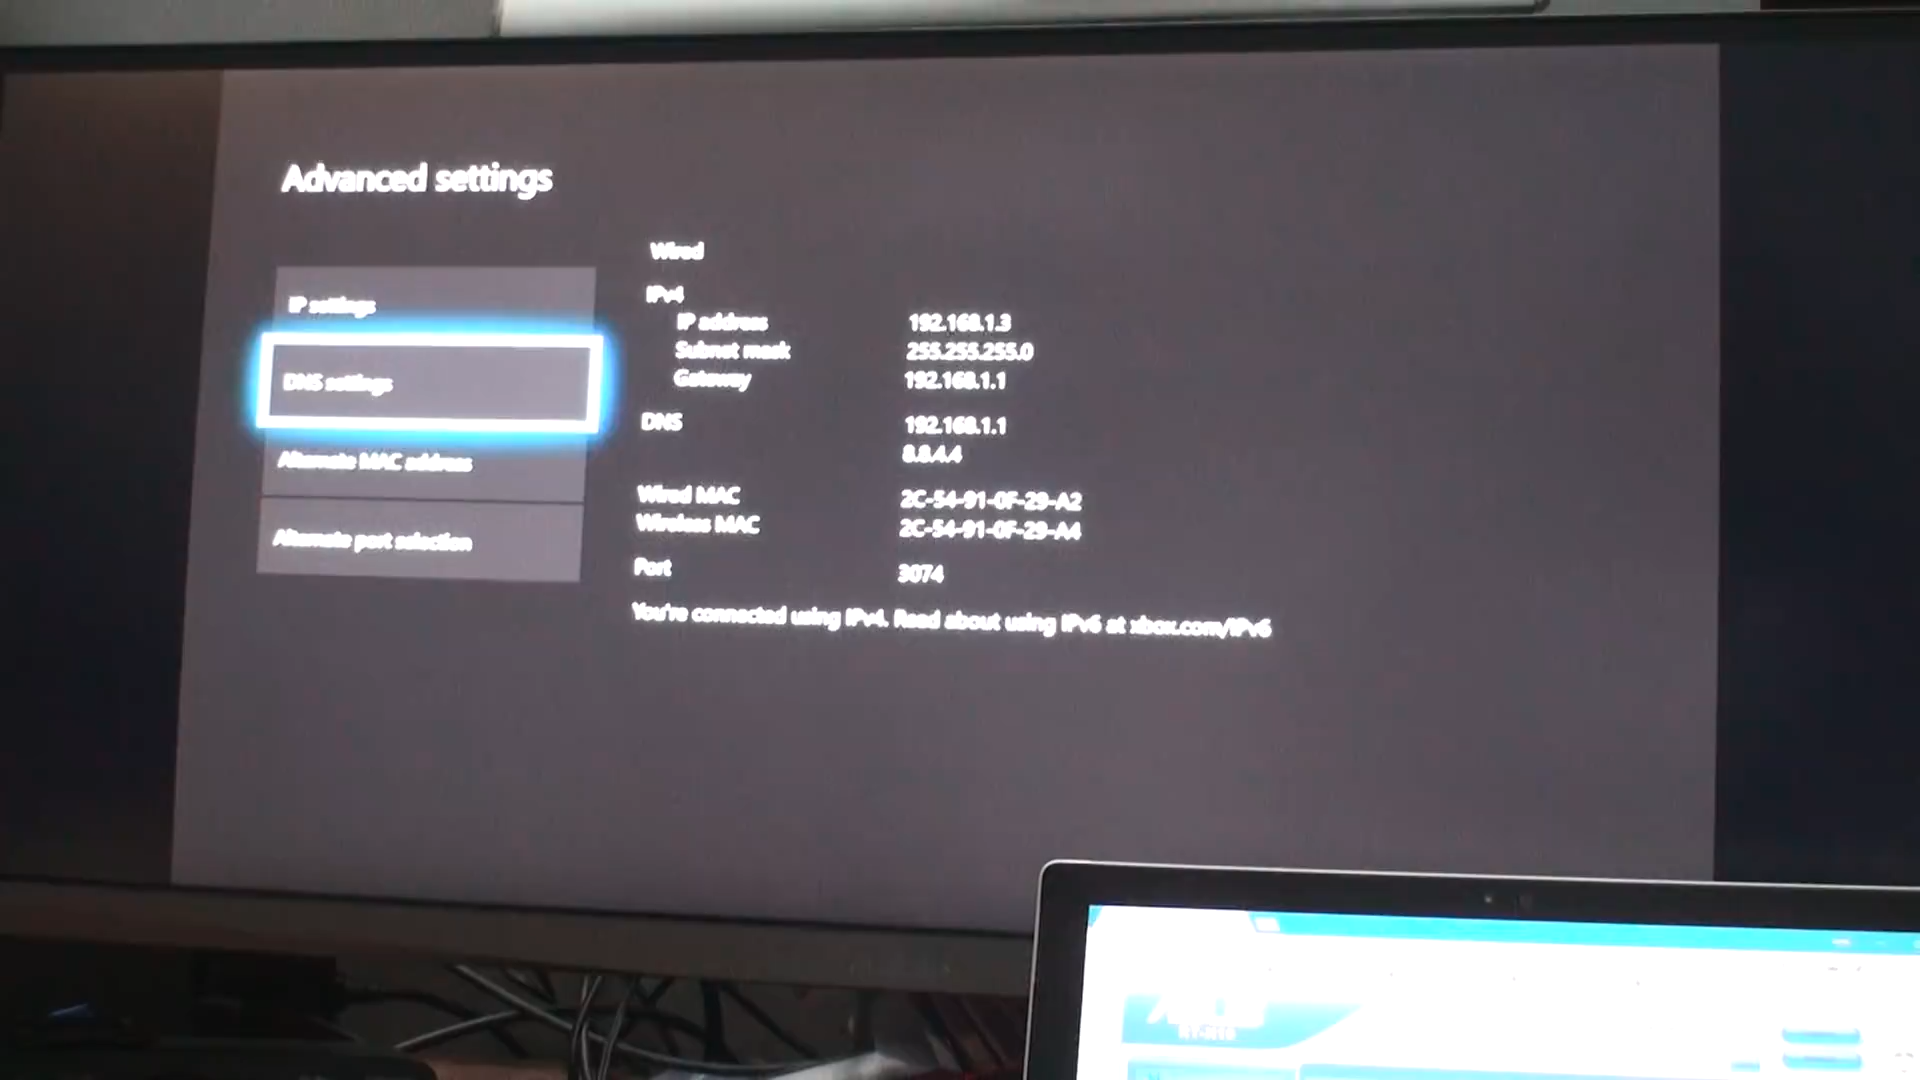 Advanced settings
IP settings
DNS settings
Alternate MAC address
Alternate port selection
Wired
IPv4
IP address 192.168.1.3
Subnet mask 255.255.255.0
Gateway 192.168.1.1
DNS 192.168.1.1
8.8.4.4
Wired MAC 2C-54-91-0F-29-A2
Wireless MAC 2C-54-91-0F-29-A4
Port 3074
You're connected using IPv4. Read about using IPv6 at xbox.com/IPv6